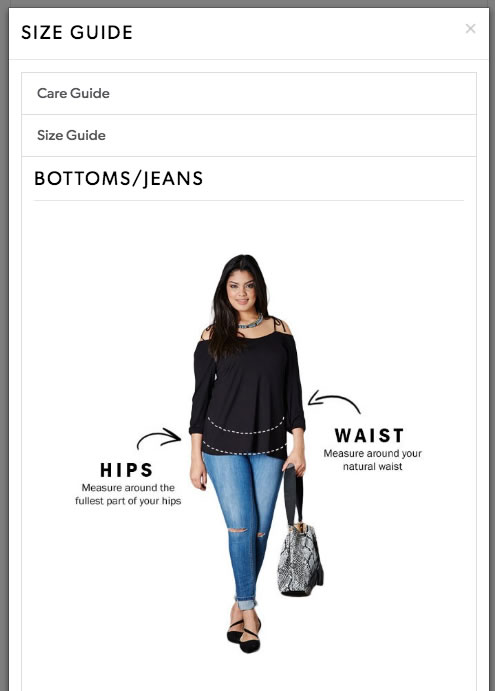 SIZE GUIDE
×
Care Guide
Size Guide
BOTTOMS/JEANS
WAIST
Measure around your
natural waist
HIPS
Measure around the
fullest part of your hips